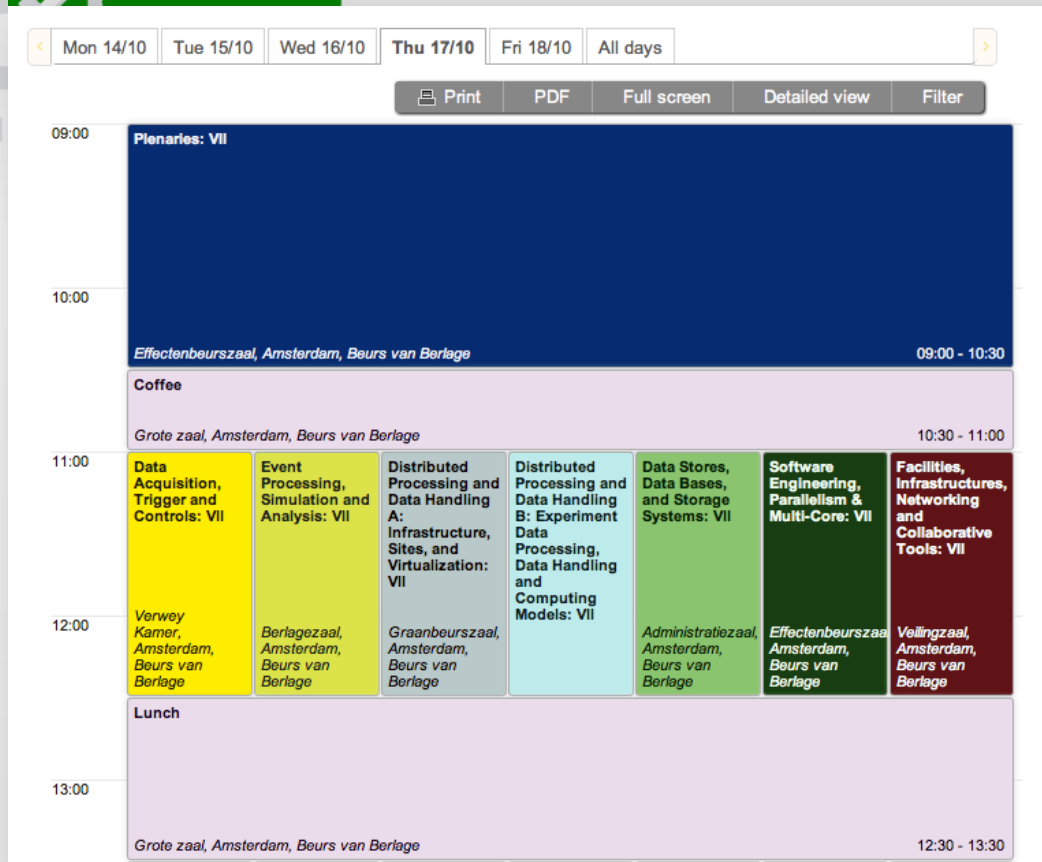 Mon 14/10 Tue 15/10 Wed 16/10 Thu 17/10 Fri 18/10 All days
Print PDF Full screen Detailed view Filter
09:00
Plenaries: VII
10:00
Effectenbeurszaal, Amsterdam, Beurs van Berlage 09:00 - 10:30
Coffee
Grote zaal, Amsterdam, Beurs van Berlage 10:30 - 11:00
11:00
Data
Acquisition,
Trigger and
Controls: VII
Verwey
Kamer,
Amsterdam,
Beurs van
Berlage
Event
Processing,
Simulation and
Analysis: VII
Berlagezaal,
Amsterdam,
Beurs van
Berlage
Distributed
Processing and
Data Handling
A:
Infrastructure,
Sites, and
Virtualization:
VII
Graanbeurszaal,
Amsterdam,
Beurs van
Berlage
Distributed
Processing and
Data Handling
B: Experiment
Data
Processing,
Data Handling
and
Computing
Models: VII
Data Stores,
Data Bases,
and Storage
Systems: VII
Administratiezaal,
Amsterdam,
Beurs van
Berlage
Software
Engineering,
Parallelism &
Multi-Core: VII
Effectenbeurszaa
Amsterdam,
Beurs van
Berlage
Facilities,
Infrastructures,
Networking
and
Collaborative
Tools: VII
Veilingzaal,
Amsterdam,
Beurs van
Berlage
12:00
Lunch
13:00
Grote zaal, Amsterdam, Beurs van Berlage 12:30 - 13:30